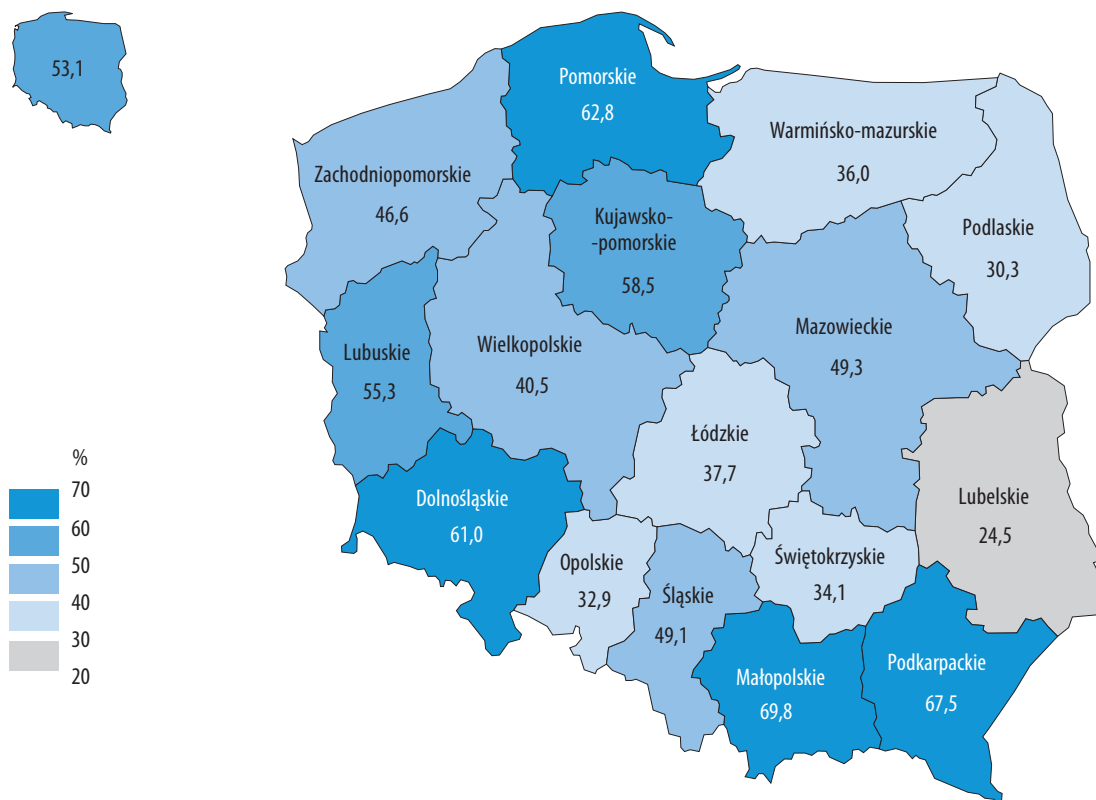 53,1
Pomorskie
62,8
Warmińsko-mazurskie
36,0
Zachodniopomorskie
46,6
Kujawsko-
-pomorskie
58,5
Podlaskie
30,3
Mazowieckie
49,3
Lubuskie
55,3
Wielkopolskie
40,5
Łódzkie
37,7
Dolnośląskie
61,0
Lubelskie
24,5
Opolskie
32,9
Śląskie
49,1
Świętokrzyskie
34,1
Małopolskie
69,8
Podkarpackie
67,5
%
70
60
50
40
30
20